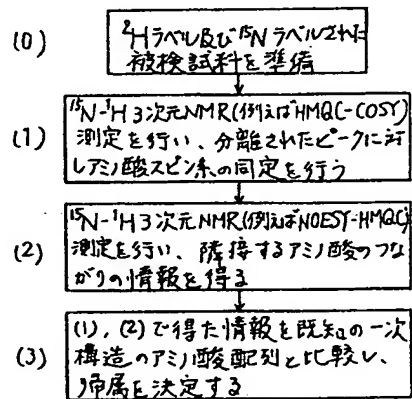 (0)
²Hラベル及び¹⁵Nラベルされた
被検試料を準備
(1)
¹⁵N-¹H3次元NMR(例えばHMQC-COSY)
測定を行い、分離されたピークに対
しアミノ酸スピン系の同定を行う
(2)
¹⁵N-¹H3次元NMR(例えばNOESY-HMQC)
測定を行い、隣接するアミノ酸のつな
がりの情報を得る
(3)
(1),(2)で得た情報を既知の一次
構造のアミノ酸配列と比較し、
帰属を決定する